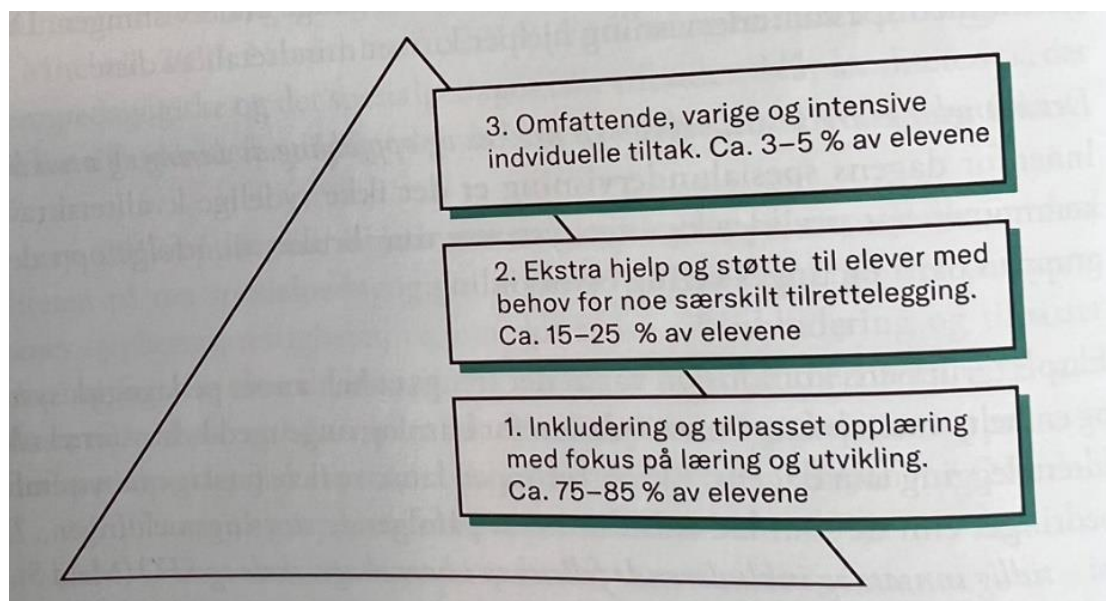 3. Omfattende, varige og intensive
indviduelle tiltak. Ca. 3–5 % av elevene
2. Ekstra hjelp og støtte til elever med
behov for noe særskilt tilrettelegging.
Ca. 15–25 % av elevene
1. Inkludering og tilpasset opplæring
med fokus på læring og utvikling.
Ca. 75–85 % av elevene